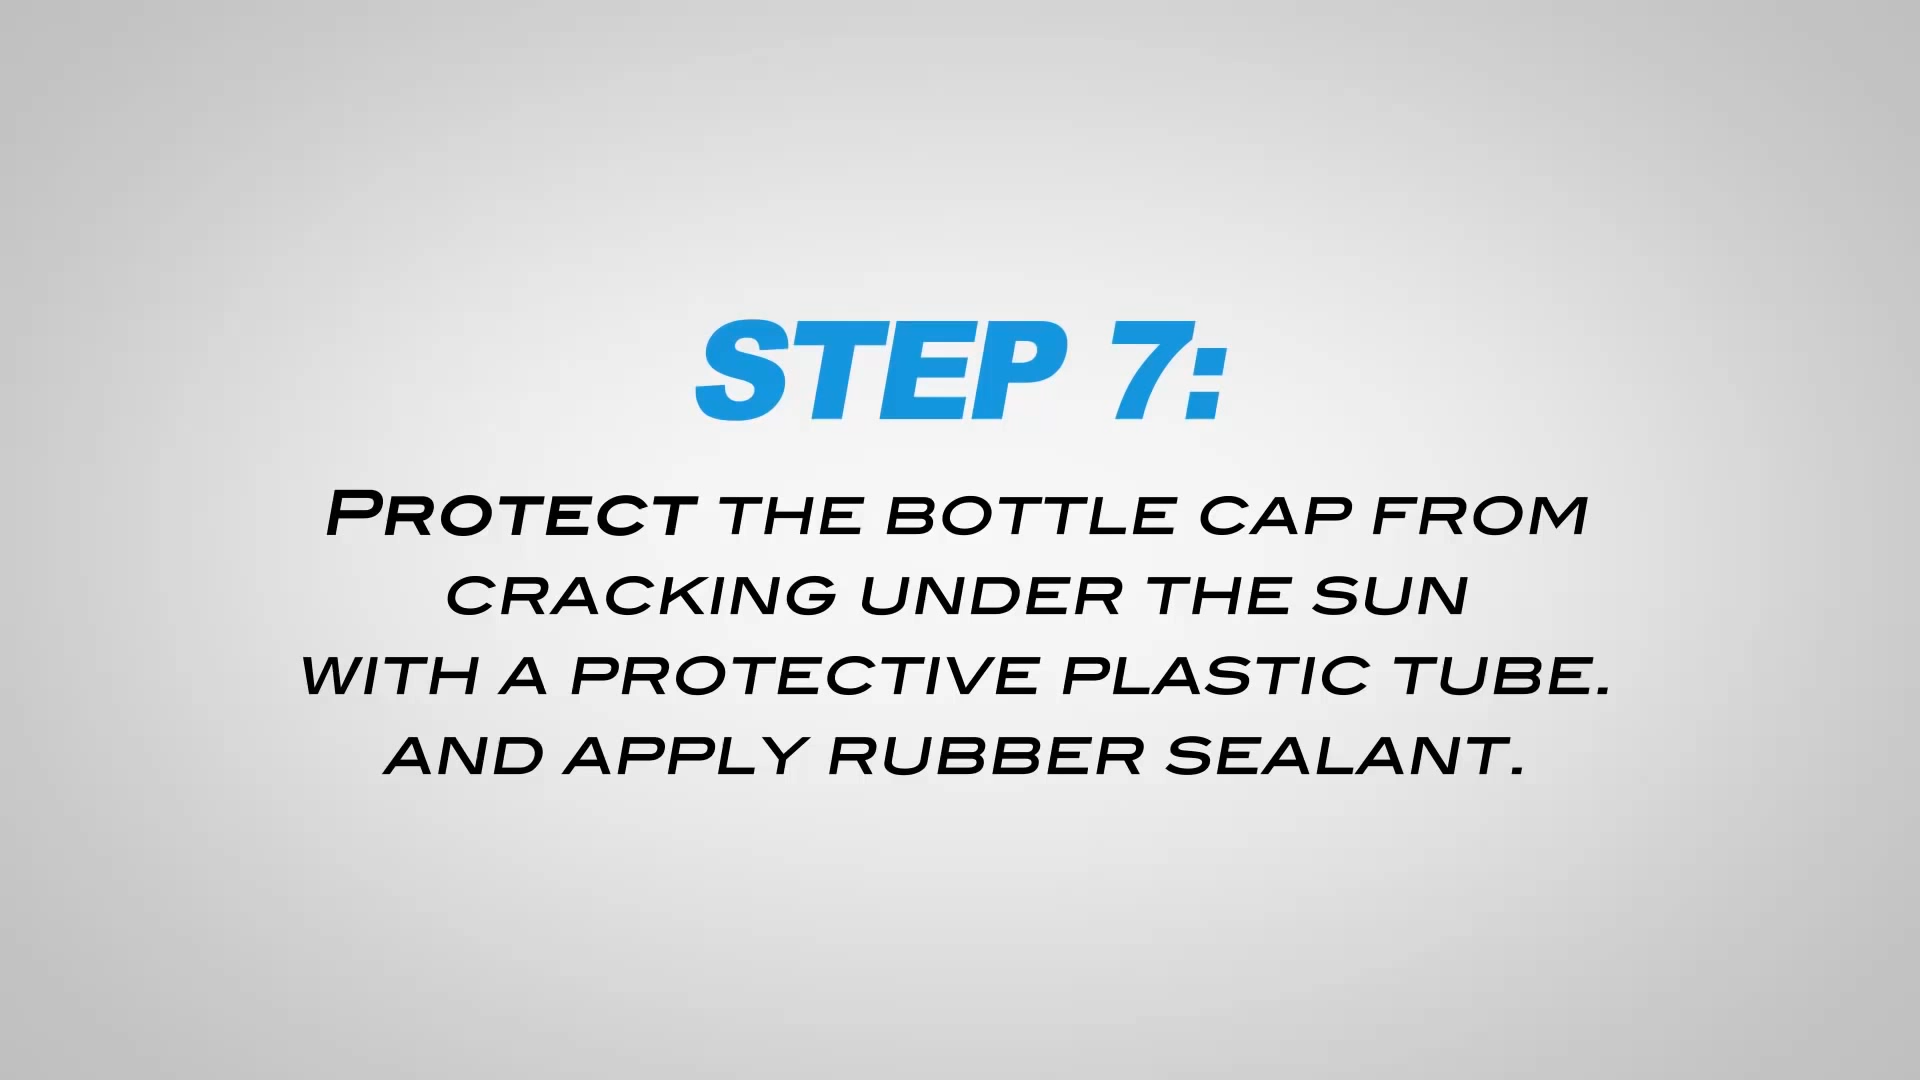 STEP 7:
PROTECT THE BOTTLE CAP FROM
CRACKING UNDER THE SUN
WITH A PROTECTIVE PLASTIC TUBE.
AND APPLY RUBBER SEALANT.